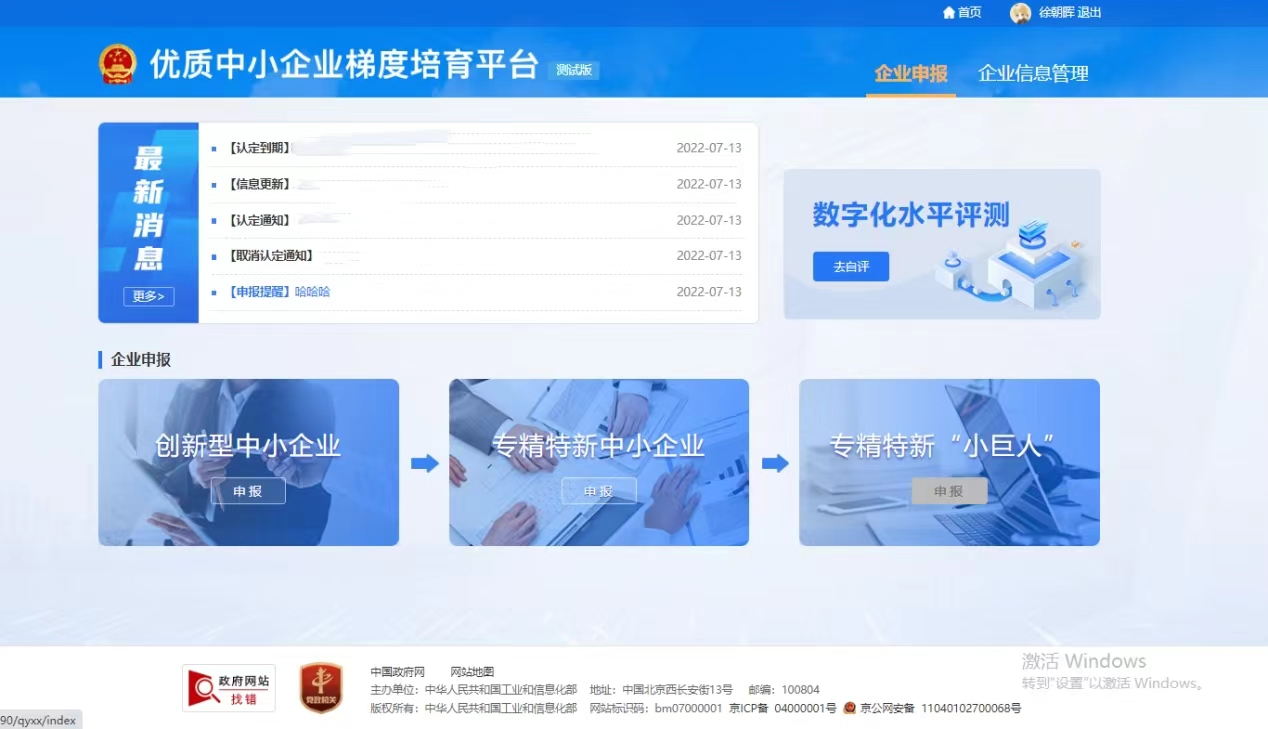 首页 徐朝晖 退出
优质中小企业梯度培育平台 测试版
企业申报 企业信息管理
最新消息
更多>
【认定到期】 2022-07-13
【信息更新】 2022-07-13
【认定通知】 2022-07-13
【取消认定通知】 2022-07-13
【申报提醒】哈哈哈 2022-07-13
数字化水平评测
去自评
企业申报
创新型中小企业
申报
专精特新中小企业
申报
专精特新“小巨人”
申报
政府网站
找错
党政机关
中国政府网 网站地图
主办单位：中华人民共和国工业和信息化部 地址：中国北京西长安街13号 邮编：100804
版权所有：中华人民共和国工业和信息化部 网站标识码：bm07000001 京ICP备 04000001号 京公网安备 11040102700068号
激活 Windows
转到“设置”以激活 Windows。
90/qyxx/index